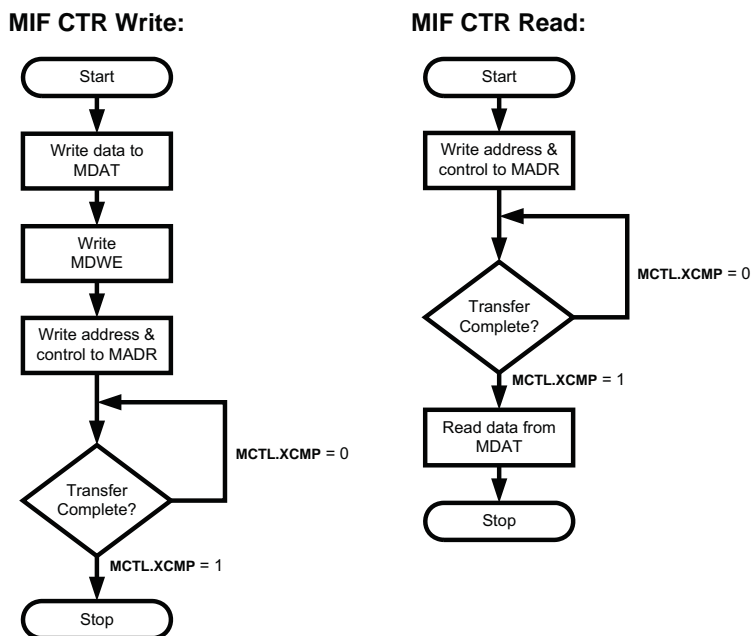 MIF CTR Write:
Start
Write data to
MDAT
Write
MDWE
Write address &
control to MADR
MCTL.XCMP = 0
Transfer
Complete?
MCTL.XCMP = 1
Stop
MIF CTR Read:
Start
Write address &
control to MADR
MCTL.XCMP = 0
Transfer
Complete?
MCTL.XCMP = 1
Read data from
MDAT
Stop